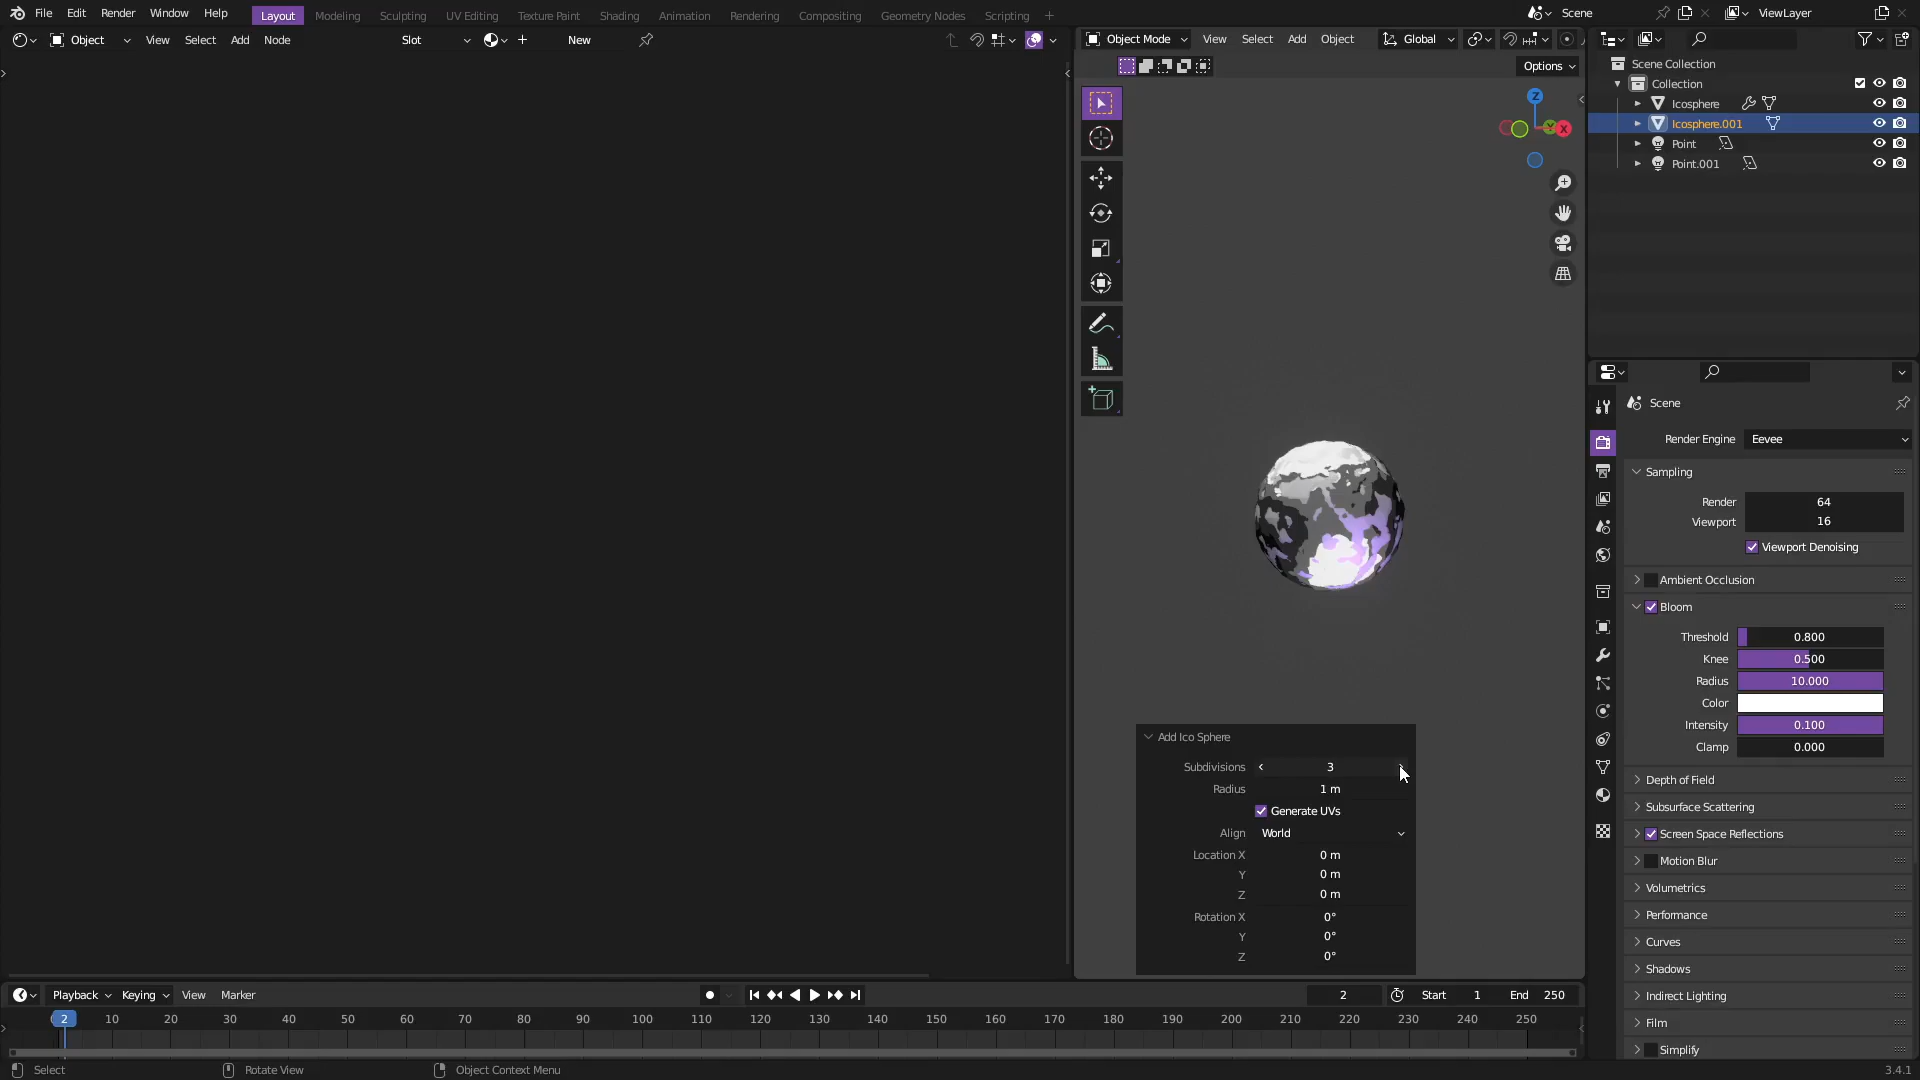 File Edit Render Window Help Layout Modeling Sculpting UV Editing Texture Paint Shading Animation Rendering Compositing Geometry Nodes Scripting + Scene ViewLayer
Object View Select Add Node Slot New
Object Mode View Select Add Object Global
Options
Z
Y
X
Scene Collection
Collection
Icosphere
Icosphere.001
Point
Point.001
Scene
Render Engine Eevee
Sampling
Render 64
Viewport 16
Viewport Denoising
Ambient Occlusion
Bloom
Threshold 0.800
Knee 0.500
Radius 10.000
Color
Intensity 0.100
Clamp 0.000
Depth of Field
Subsurface Scattering
Screen Space Reflections
Motion Blur
Volumetrics
Performance
Curves
Shadows
Indirect Lighting
Film
Simplify
Add Ico Sphere
Subdivisions 3
Radius 1 m
Generate UVs
Align World
Location X 0 m
Y 0 m
Z 0 m
Rotation X 0°
Y 0°
Z 0°
Playback Keying View Marker 2 Start 1 End 250
2 10 20 30 40 50 60 70 80 90 100 110 120 130 140 150 160 170 180 190 200 210 220 230 240 250
Select Rotate View Object Context Menu 3.4.1